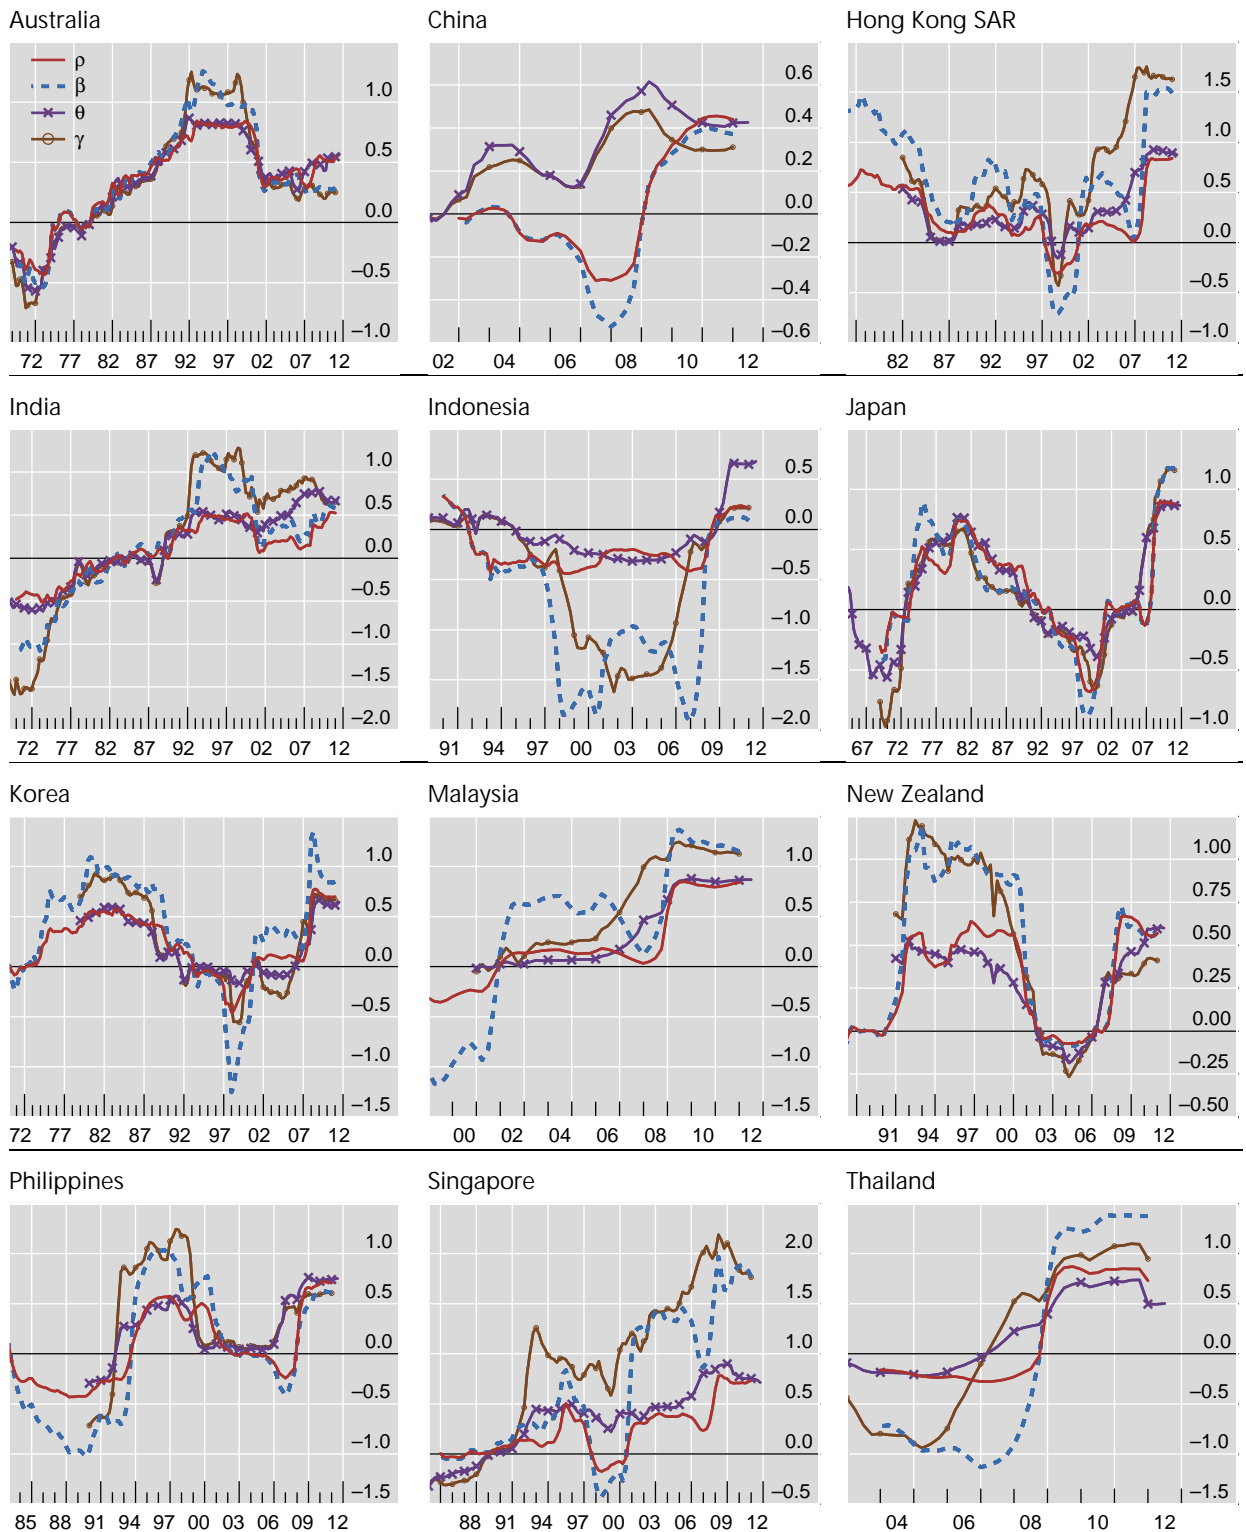 Australia
China
Hong Kong SAR
ρ
β
θ
γ
1.0
0.5
0.0
–0.5
–1.0
72 77 82 87 92 97 02 07 12
0.6
0.4
0.2
0.0
–0.2
–0.4
–0.6
02 04 06 08 10 12
1.5
1.0
0.5
0.0
–0.5
–1.0
82 87 92 97 02 07 12
India
Indonesia
Japan
1.0
0.5
0.0
–0.5
–1.0
–1.5
–2.0
72 77 82 87 92 97 02 07 12
0.5
0.0
–0.5
–1.0
–1.5
–2.0
91 94 97 00 03 06 09 12
1.0
0.5
0.0
–0.5
–1.0
67 72 77 82 87 92 97 02 07 12
Korea
Malaysia
New Zealand
1.0
0.5
0.0
–0.5
–1.0
–1.5
72 77 82 87 92 97 02 07 12
1.0
0.5
0.0
–0.5
–1.0
–1.5
00 02 04 06 08 10 12
1.00
0.75
0.50
0.25
0.00
–0.25
–0.50
91 94 97 00 03 06 09 12
Philippines
Singapore
Thailand
1.0
0.5
0.0
–0.5
–1.0
–1.5
85 88 91 94 97 00 03 06 09 12
2.0
1.5
1.0
0.5
0.0
–0.5
88 91 94 97 00 03 06 09 12
1.0
0.5
0.0
–0.5
–1.0
–1.5
04 06 08 10 12